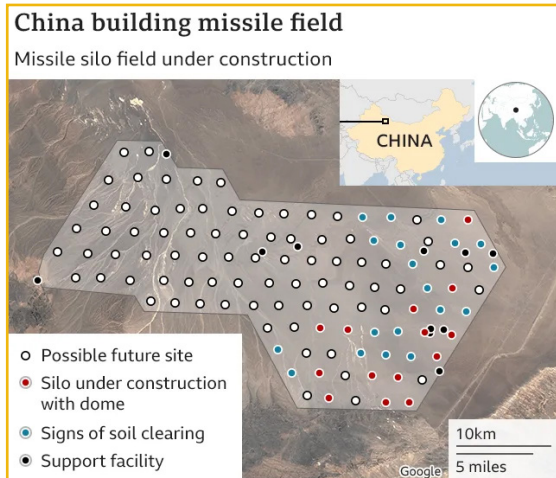 China building missile field
Missile silo field under construction
CHINA
Possible future site
Silo under construction
with dome
Signs of soil clearing
Support facility
10km
5 miles
Google